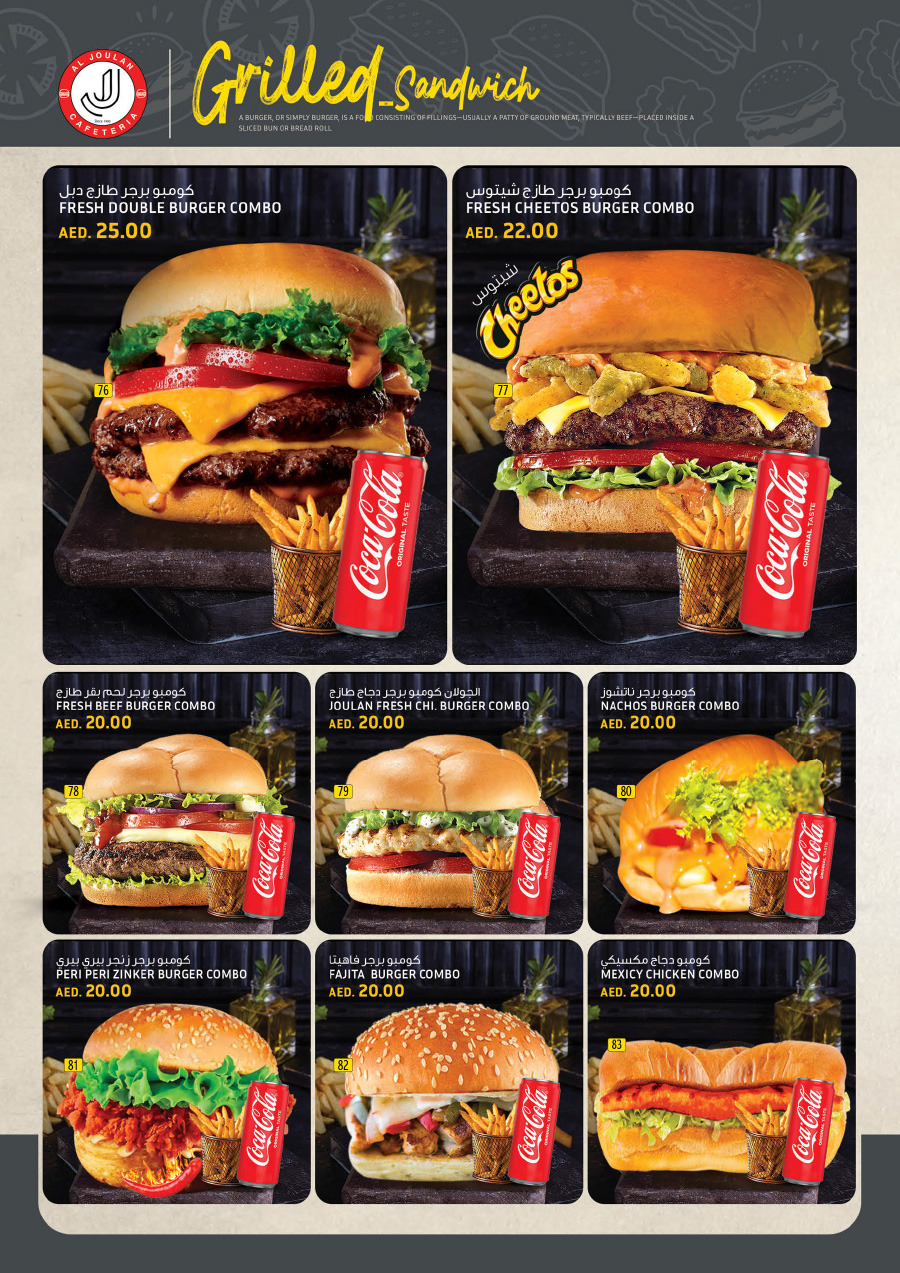 AL JOULAN
CAFETERIA
Since 1990
Grilled_Sandwich
A BURGER, OR SIMPLY BURGER, IS A FOOD CONSISTING OF FILLINGS—USUALLY A PATTY OF GROUND MEAT, TYPICALLY BEEF—PLACED INSIDE A
SLICED BUN OR BREAD ROLL
كومبو برجر طازج دبل
FRESH DOUBLE BURGER COMBO
AED. 25.00
76
Coca-Cola
ORIGINAL TASTE
كومبو برجر طازج شيتوس
FRESH CHEETOS BURGER COMBO
AED. 22.00
شيتوس
Cheetos
77
Coca-Cola
ORIGINAL TASTE
كومبو برجر لحم بقر طازج
FRESH BEEF BURGER COMBO
AED. 20.00
78
Coca-Cola
ORIGINAL TASTE
الجولان كومبو برجر دجاج طازج
JOULAN FRESH CHI. BURGER COMBO
AED. 20.00
79
Coca-Cola
ORIGINAL TASTE
كومبو برجر ناتشوز
NACHOS BURGER COMBO
AED. 20.00
80
Coca-Cola
ORIGINAL TASTE
كومبو برجر زنجر بيري بيري
PERI PERI ZINKER BURGER COMBO
AED. 20.00
81
Coca-Cola
ORIGINAL TASTE
كومبو برجر فاهيتا
FAJITA BURGER COMBO
AED. 20.00
82
Coca-Cola
ORIGINAL TASTE
كومبو دجاج مكسيكي
MEXICY CHICKEN COMBO
AED. 20.00
83
Coca-Cola
ORIGINAL TASTE